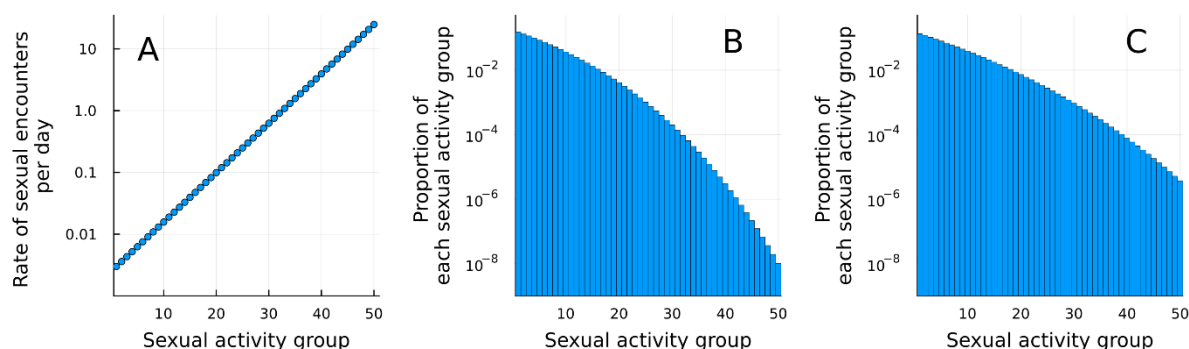 A
Rate of sexual encounters
per day
10
1.0
0.1
0.01
10
20
30
40
50
Sexual activity group
B
Proportion of
each sexual activity group
10⁻²
10⁻⁴
10⁻⁶
10⁻⁸
10
20
30
40
50
Sexual activity group
C
Proportion of
each sexual activity group
10⁻²
10⁻⁴
10⁻⁶
10⁻⁸
10
20
30
40
50
Sexual activity group